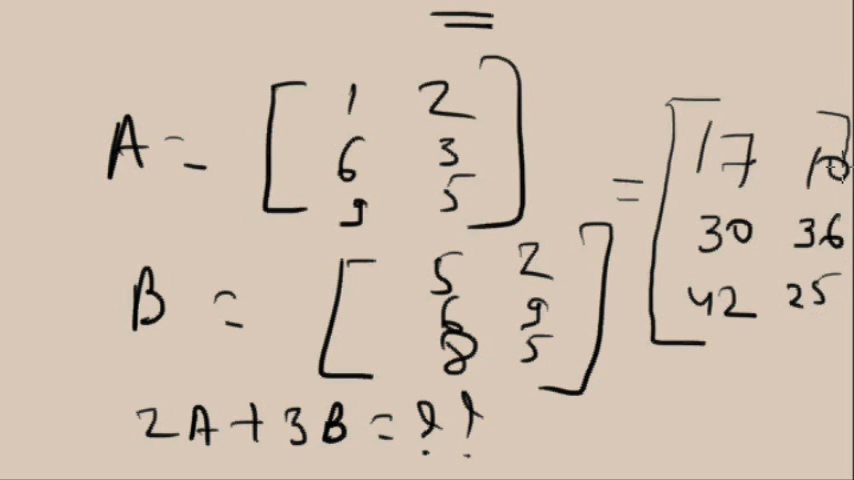 A = [ 1 2
6 3
9 5 ]
B = [ 5 2
6 9
8 5 ]
= [ 17 10
30 36
42 25
2A + 3B = ??